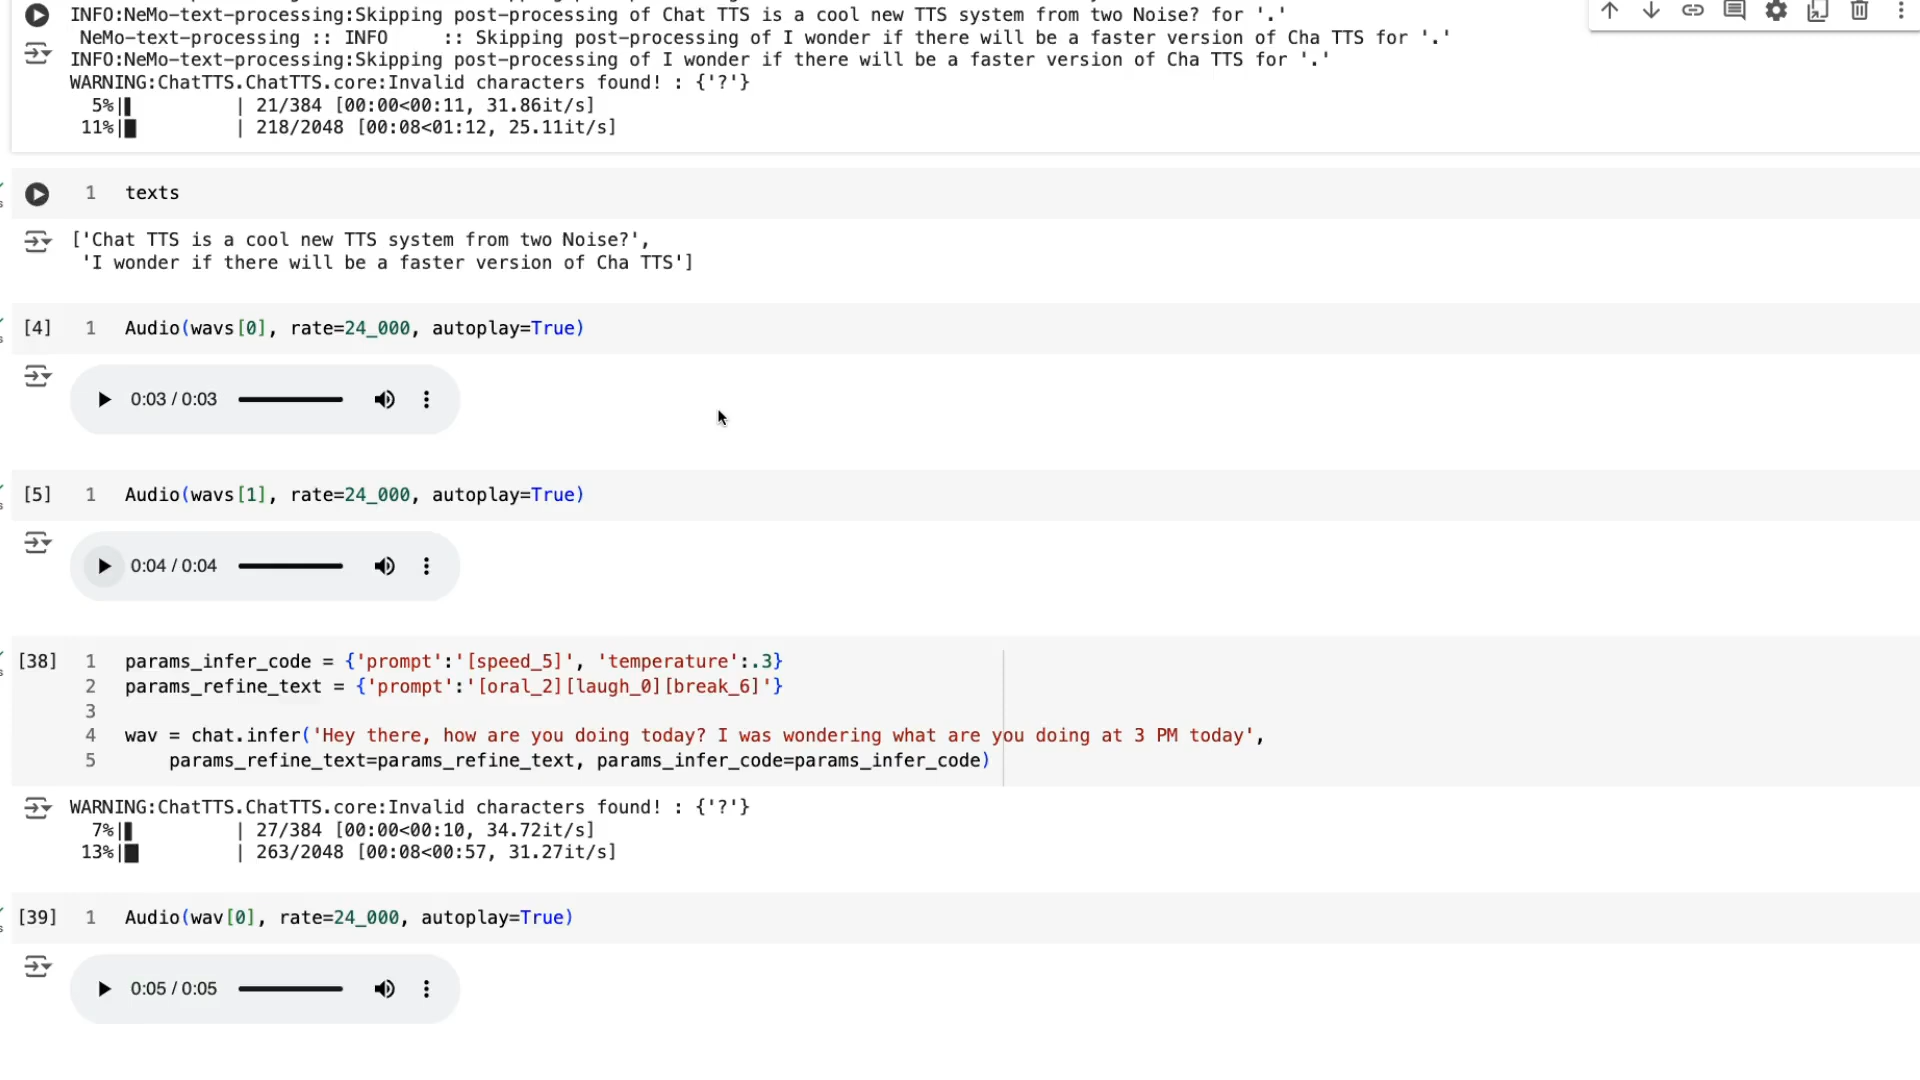 INFO:NeMo-text-processing:Skipping post-processing of Chat TTS is a cool new TTS system from two Noise? for '.'
NeMo-text-processing :: INFO     :: Skipping post-processing of I wonder if there will be a faster version of Cha TTS for '.'
INFO:NeMo-text-processing:Skipping post-processing of I wonder if there will be a faster version of Cha TTS for '.'
WARNING:ChatTTS.ChatTTS.core:Invalid characters found! : {'?'}
5%| | 21/384 [00:00<00:11, 31.86it/s]
11%| | 218/2048 [00:08<01:12, 25.11it/s]
1 texts
['Chat TTS is a cool new TTS system from two Noise?',
'I wonder if there will be a faster version of Cha TTS']
[4] 1 Audio(wavs[0], rate=24_000, autoplay=True)
0:03 / 0:03
[5] 1 Audio(wavs[1], rate=24_000, autoplay=True)
0:04 / 0:04
[38] 1 params_infer_code = {'prompt':'[speed_5]', 'temperature':.3}
2 params_refine_text = {'prompt':'[oral_2][laugh_0][break_6]'}
3
4 wav = chat.infer('Hey there, how are you doing today? I was wondering what are you doing at 3 PM today',
5 params_refine_text=params_refine_text, params_infer_code=params_infer_code)
WARNING:ChatTTS.ChatTTS.core:Invalid characters found! : {'?'}
7%| | 27/384 [00:00<00:10, 34.72it/s]
13%| | 263/2048 [00:08<00:57, 31.27it/s]
[39] 1 Audio(wav[0], rate=24_000, autoplay=True)
0:05 / 0:05